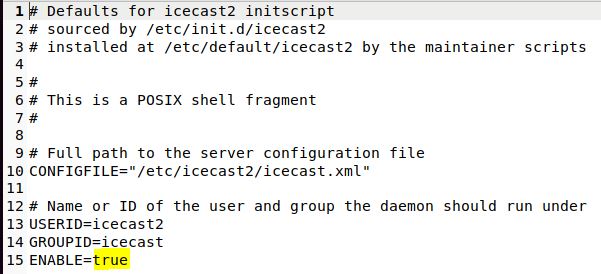 1 # Defaults for icecast2 initscript
2 # sourced by /etc/init.d/icecast2
3 # installed at /etc/default/icecast2 by the maintainer scripts
4
5 #
6 # This is a POSIX shell fragment
7 #
8
9 # Full path to the server configuration file
10 CONFIGFILE="/etc/icecast2/icecast.xml"
11
12 # Name or ID of the user and group the daemon should run under
13 USERID=icecast2
14 GROUPID=icecast
15 ENABLE=true